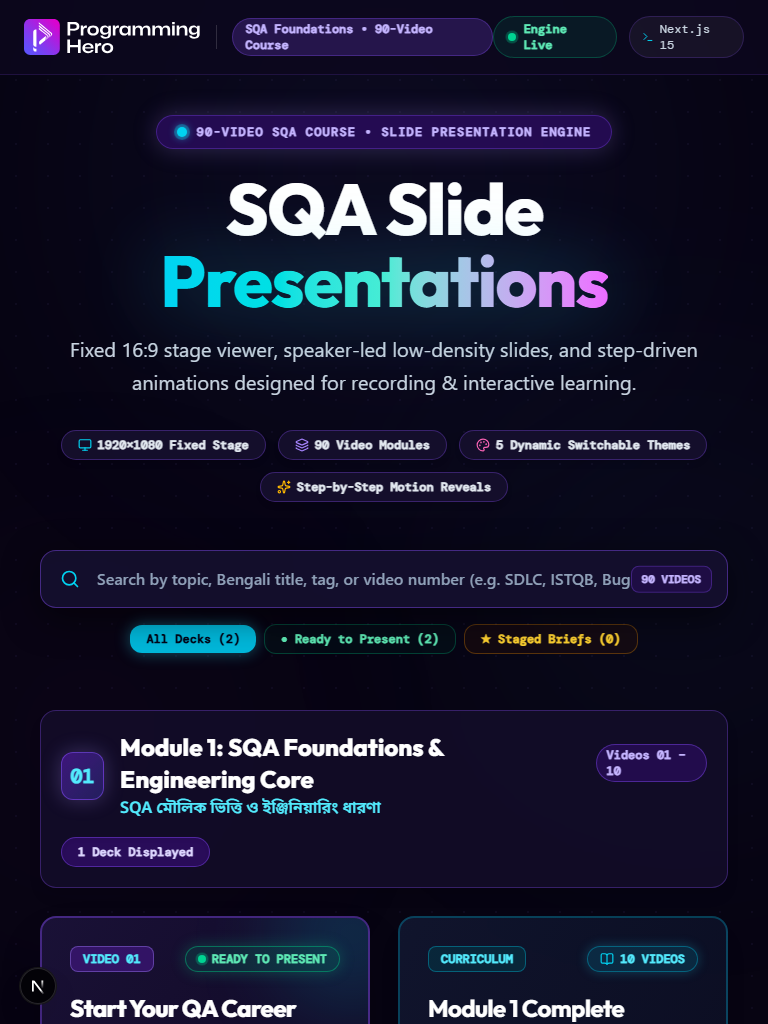 Programming
Hero
SQA Foundations • 90-Video
Course
Engine
Live
Next.js
15
90-VIDEO SQA COURSE • SLIDE PRESENTATION ENGINE
SQA Slide
Presentations
Fixed 16:9 stage viewer, speaker-led low-density slides, and step-driven
animations designed for recording & interactive learning.
1920×1080 Fixed Stage
90 Video Modules
5 Dynamic Switchable Themes
Step-by-Step Motion Reveals
Search by topic, Bengali title, tag, or video number (e.g. SDLC, ISTQB, Bug
90 VIDEOS
All Decks (2)
• Ready to Present (2)
★ Staged Briefs (0)
01
Module 1: SQA Foundations &
Engineering Core
SQA মৌলিক ভিত্তি ও ইঞ্জিনিয়ারিং ধারণা
Videos 01 –
10
1 Deck Displayed
VIDEO 01
READY TO PRESENT
Start Your QA Career
CURRICULUM
10 VIDEOS
Module 1 Complete
N